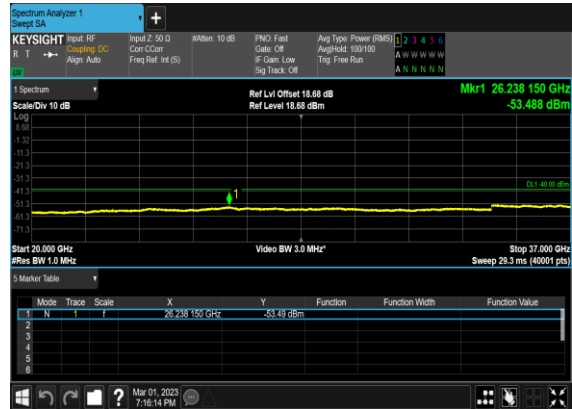 Spectrum Analyzer 1
Swept SA
+
KEYSIGHT Input: RF Input Z: 50 Ω #Atten: 10 dB PNO: Fast Avg Type: Power (RMS) 1 2 3 4 5 6
R T Coupling: DC Corr CCorr Gate: Off Avg|Hold: 100/100 A W W W W W
Align: Auto Freq Ref: Int (S) IF Gain: Low Trig: Free Run A N N N N N
Sig Track: Off
1 Spectrum Ref Lvl Offset 18.68 dB Mkr1 26.238 150 GHz
Scale/Div 10 dB Ref Level 18.68 dBm -53.488 dBm
Log
8.68
-1.32
-11.3
-21.3
-31.3
DL1 -40.00 dBm
-41.3
1
-51.3
-61.3
-71.3
Start 20.000 GHz Video BW 3.0 MHz* Stop 37.000 GHz
#Res BW 1.0 MHz Sweep 29.3 ms (40001 pts)
5 Marker Table
Mode Trace Scale X Y Function Function Width Function Value
1 N 1 f 26.238 150 GHz -53.49 dBm
2
3
4
5
6
? Mar 01, 2023
7:16:14 PM